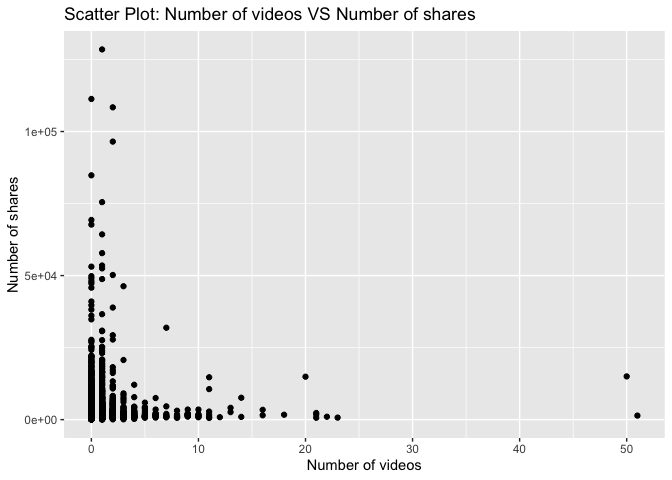 Scatter Plot: Number of videos VS Number of shares
1e+05
5e+04
0e+00
Number of shares
0 10 20 30 40 50
Number of videos